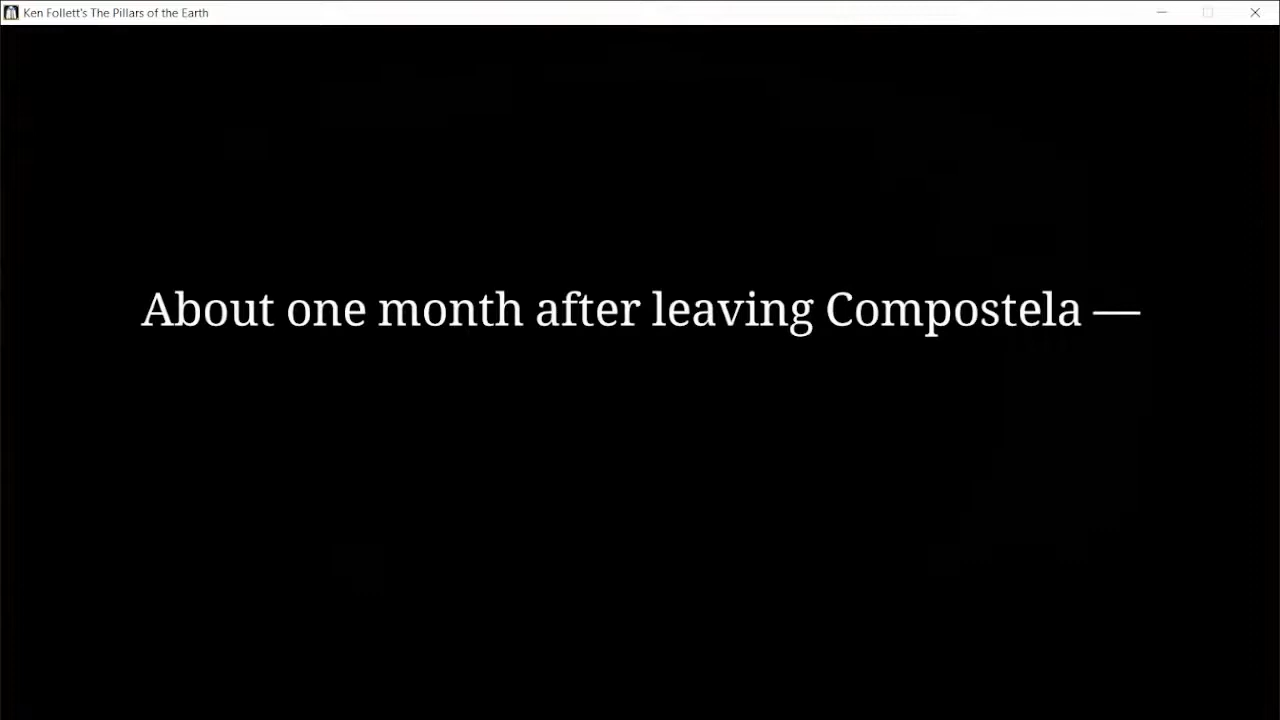 Ken Follett's The Pillars of the Earth
About one month after leaving Compostela —